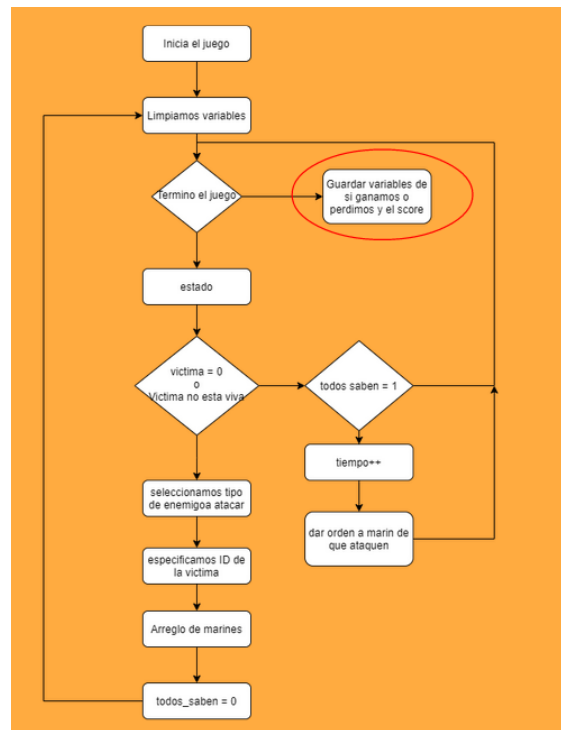 Inicia el juego
Limpiamos variables
Termino el juego
Guardar variables de
si ganamos o
perdimos y el score
estado
victima = 0
o
Victima no esta viva
todos saben = 1
tiempo++
seleccionamos tipo
de enemigoa atacar
dar orden a marin de
que ataquen
especificamos ID de
la victima
Arreglo de marines
todos_saben = 0